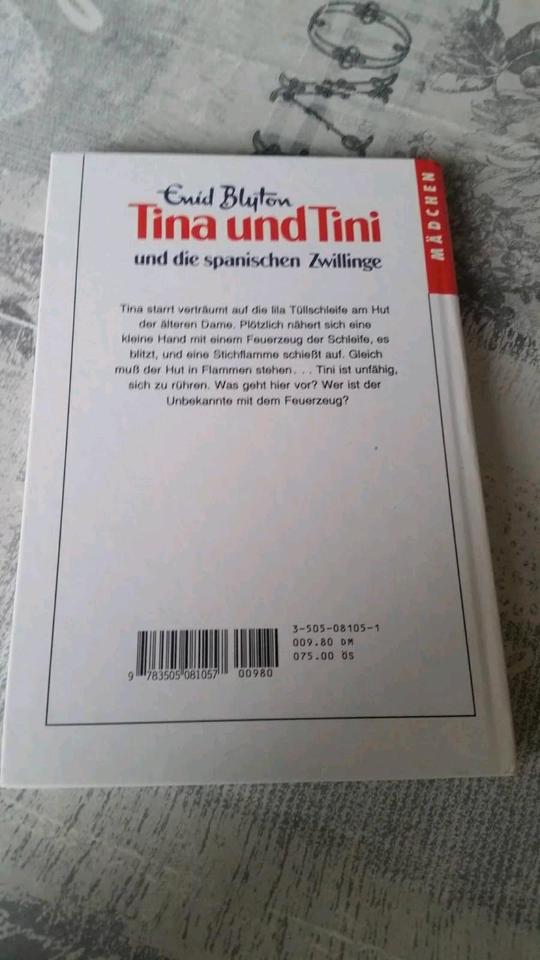 MÄDCHEN
Enid Blyton
Tina und Tini
und die spanischen Zwillinge
Tina starrt verträumt auf die lila Tüllschleife am Hut
der älteren Dame. Plötzlich nähert sich eine
kleine Hand mit einem Feuerzeug der Schleife, es
blitzt, und eine Stichflamme schießt auf. Gleich
muß der Hut in Flammen stehen. . . Tini ist unfähig,
sich zu rühren. Was geht hier vor? Wer ist der
Unbekannte mit dem Feuerzeug?
3-505-08105-1
009.80 DM
075.00 ÖS
9 783505 081057 00980